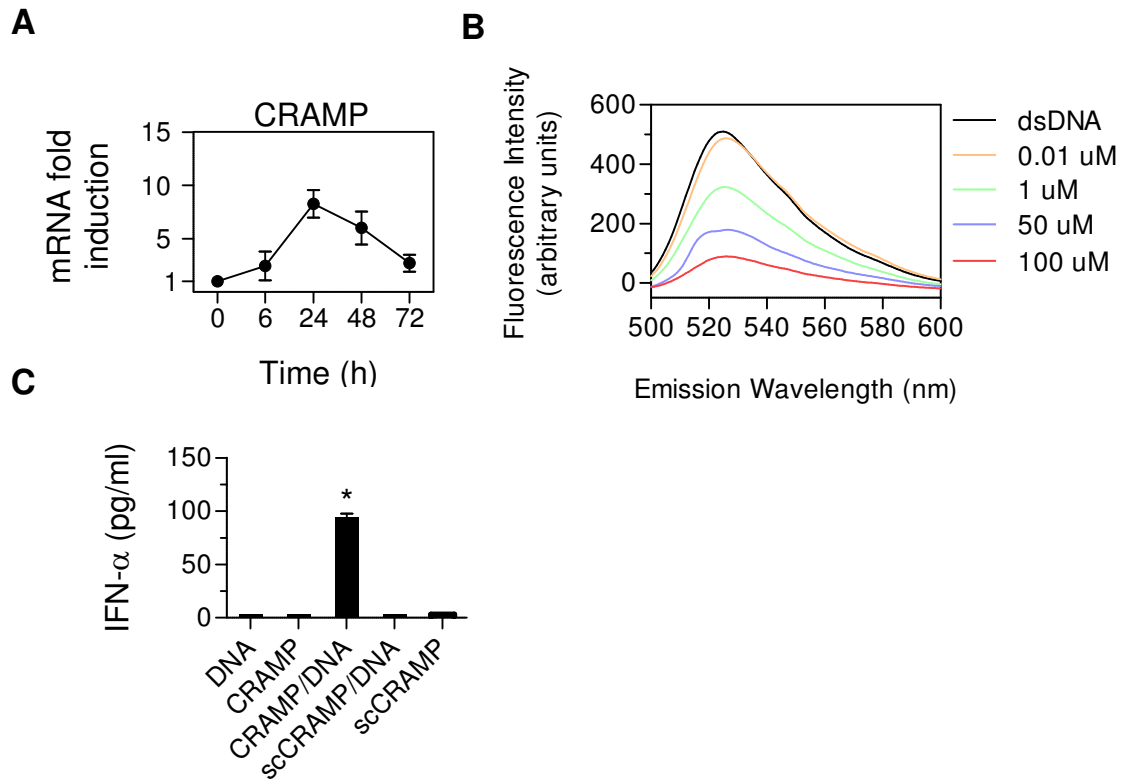 A
CRAMP
mRNA fold
induction
15
10
5
1
0 6 24 48 72
Time (h)
B
Fluorescence Intensity
(arbitrary units)
600
400
200
0
500 520 540 560 580 600
Emission Wavelength (nm)
dsDNA
0.01 uM
1 uM
50 uM
100 uM
C
IFN-α (pg/ml)
150
100
50
0
*
DNA
CRAMP
CRAMP/DNA
scCRAMP/DNA
scCRAMP